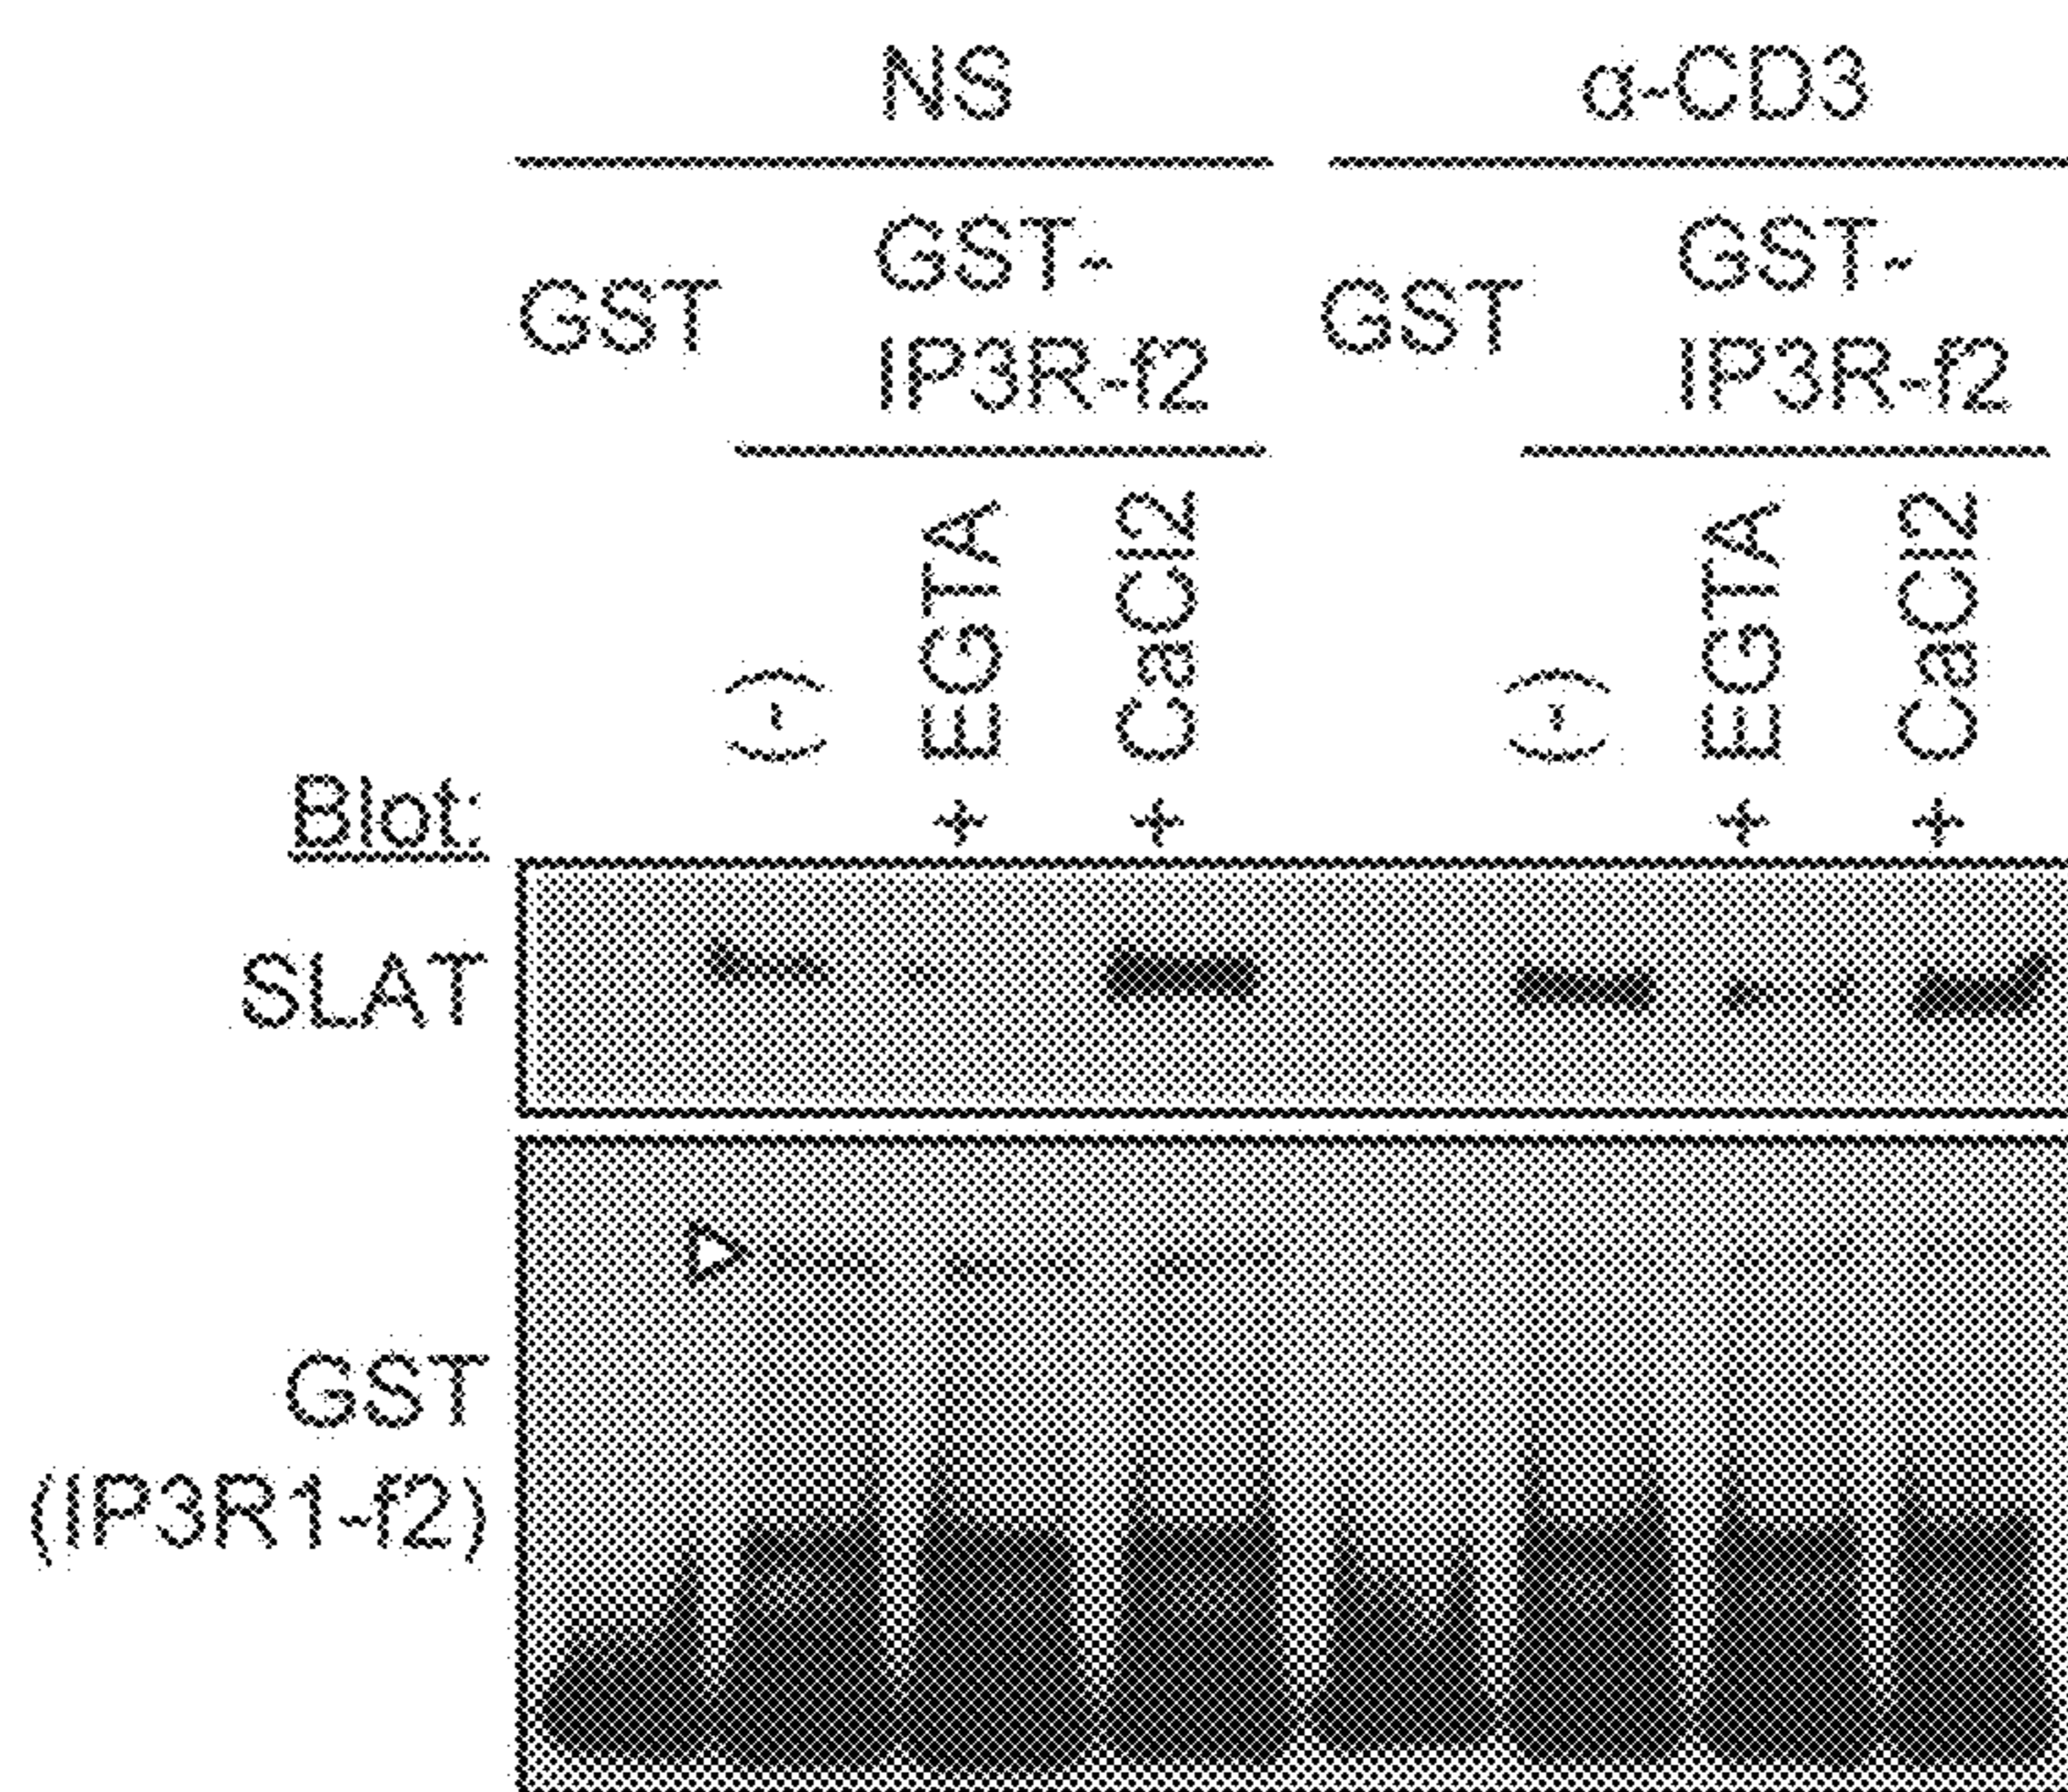 NS α-CD3
GST GST- GST GST-
IP3R-f2 IP3R-f2
(-) EGTA CaCl2 (-) EGTA CaCl2
Blot: + + + +
SLAT
GST
(IP3R1-f2)